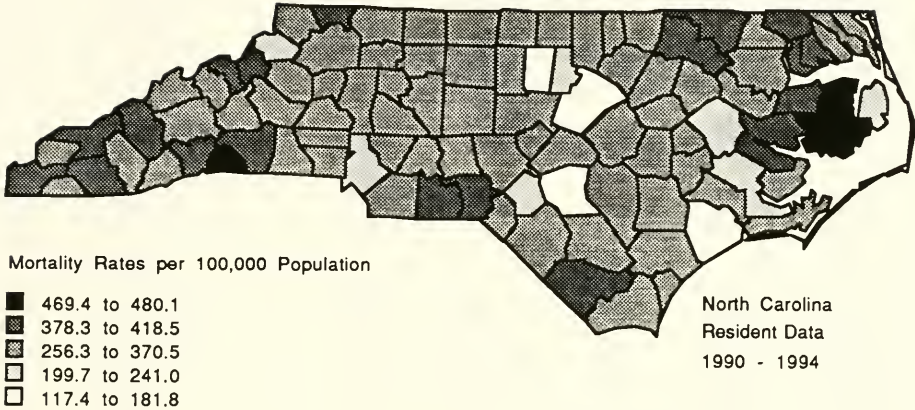 Mortality Rates per 100,000 Population
469.4 to 480.1
378.3 to 418.5
256.3 to 370.5
199.7 to 241.0
117.4 to 181.8
North Carolina
Resident Data
1990 - 1994